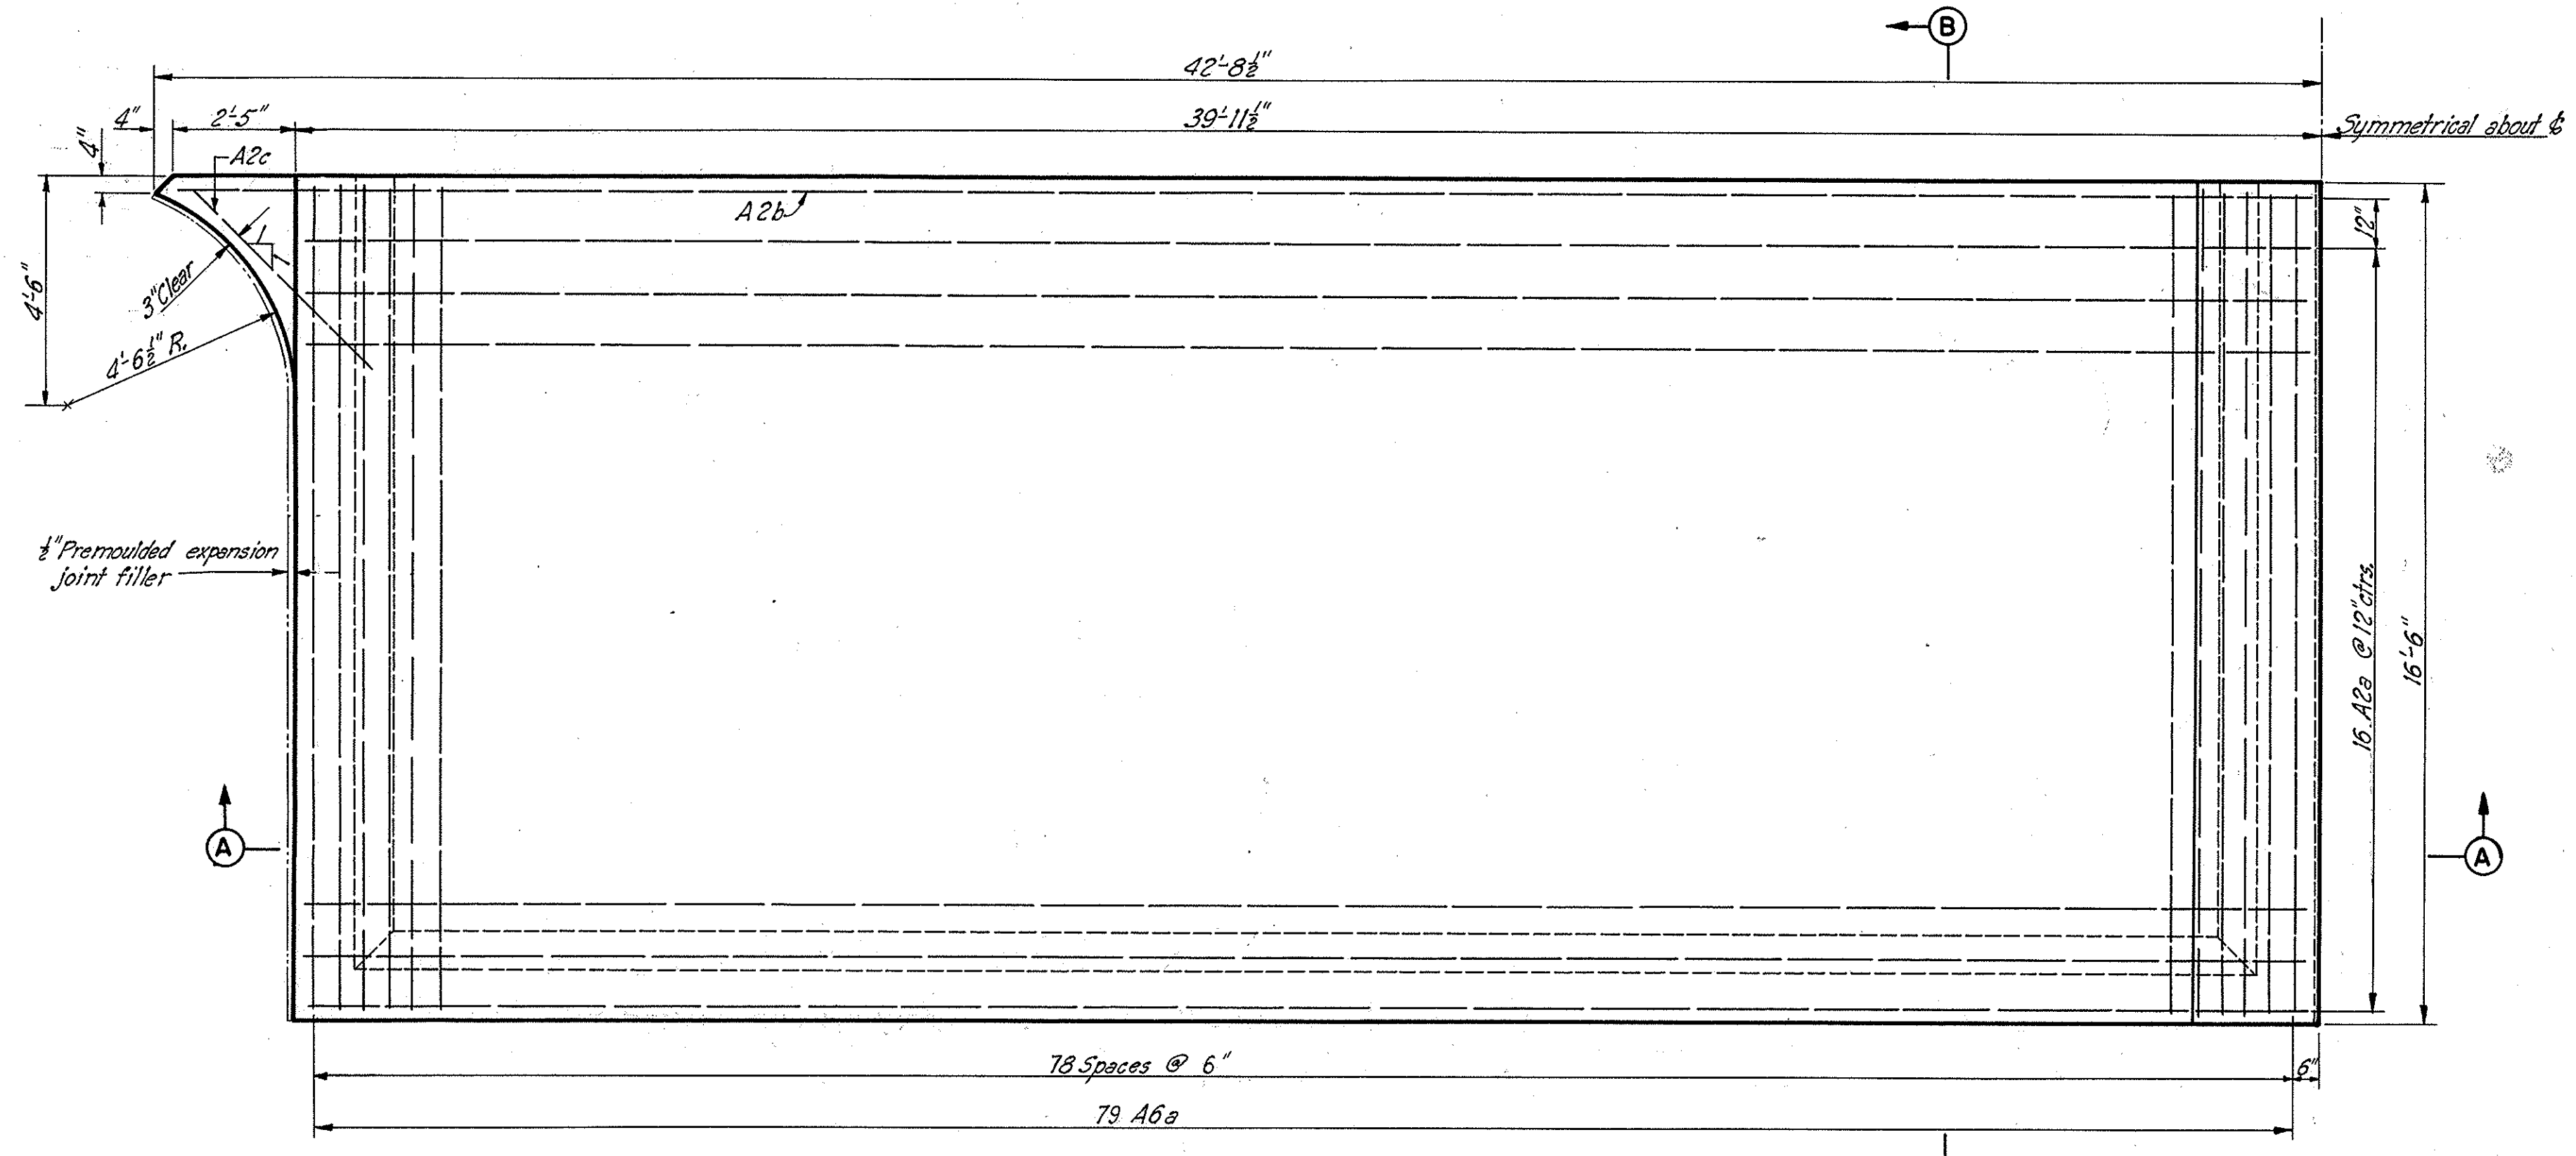 B
42'-8½"
4"
2'-5"
39'-11½"
Symmetrical about ℄
4"
A2c
A2b
12"
4'-6"
3" Clear
1
1
4'-6½" R.
½" Premoulded expansion
joint filler
16 A2a @ 12" ctrs.
16'-6"
A
A
78 Spaces @ 6"
6"
79 A6a